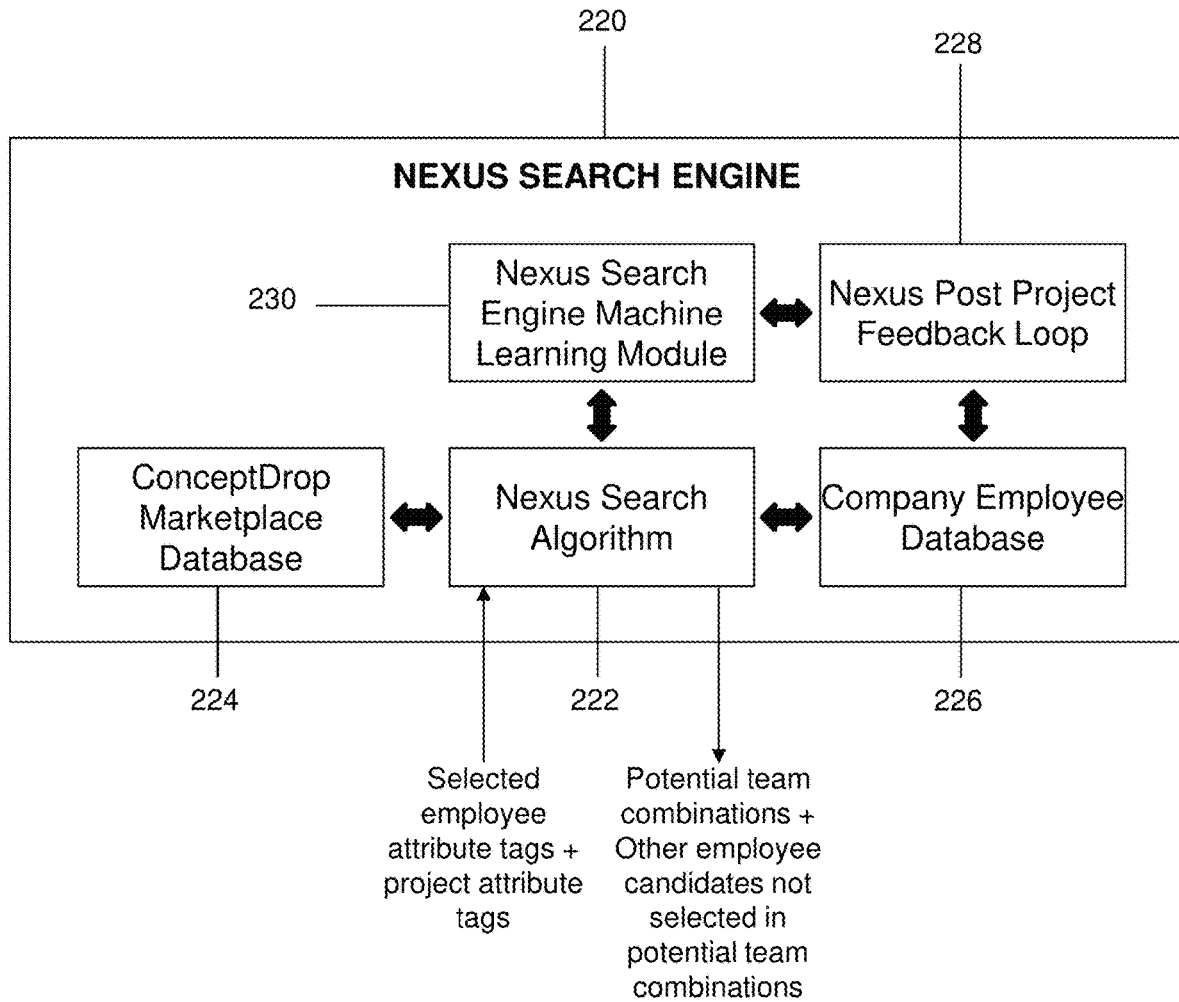 220
228
NEXUS SEARCH ENGINE
230
Nexus Search
Engine Machine
Learning Module
Nexus Post Project
Feedback Loop
ConceptDrop
Marketplace
Database
Nexus Search
Algorithm
Company Employee
Database
224
222
226
Selected
employee
attribute tags +
project attribute
tags
Potential team
combinations +
Other employee
candidates not
selected in
potential team
combinations